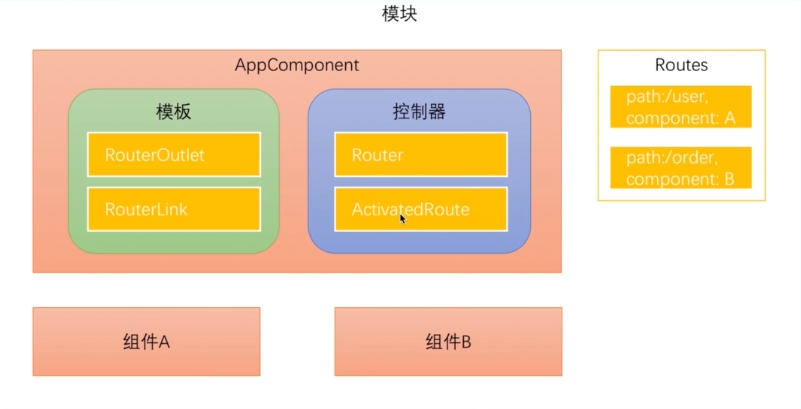 模块
AppComponent
模板
RouterOutlet
RouterLink
控制器
Router
ActivatedRoute
Routes
path:/user,
component: A
path:/order,
component: B
组件A
组件B